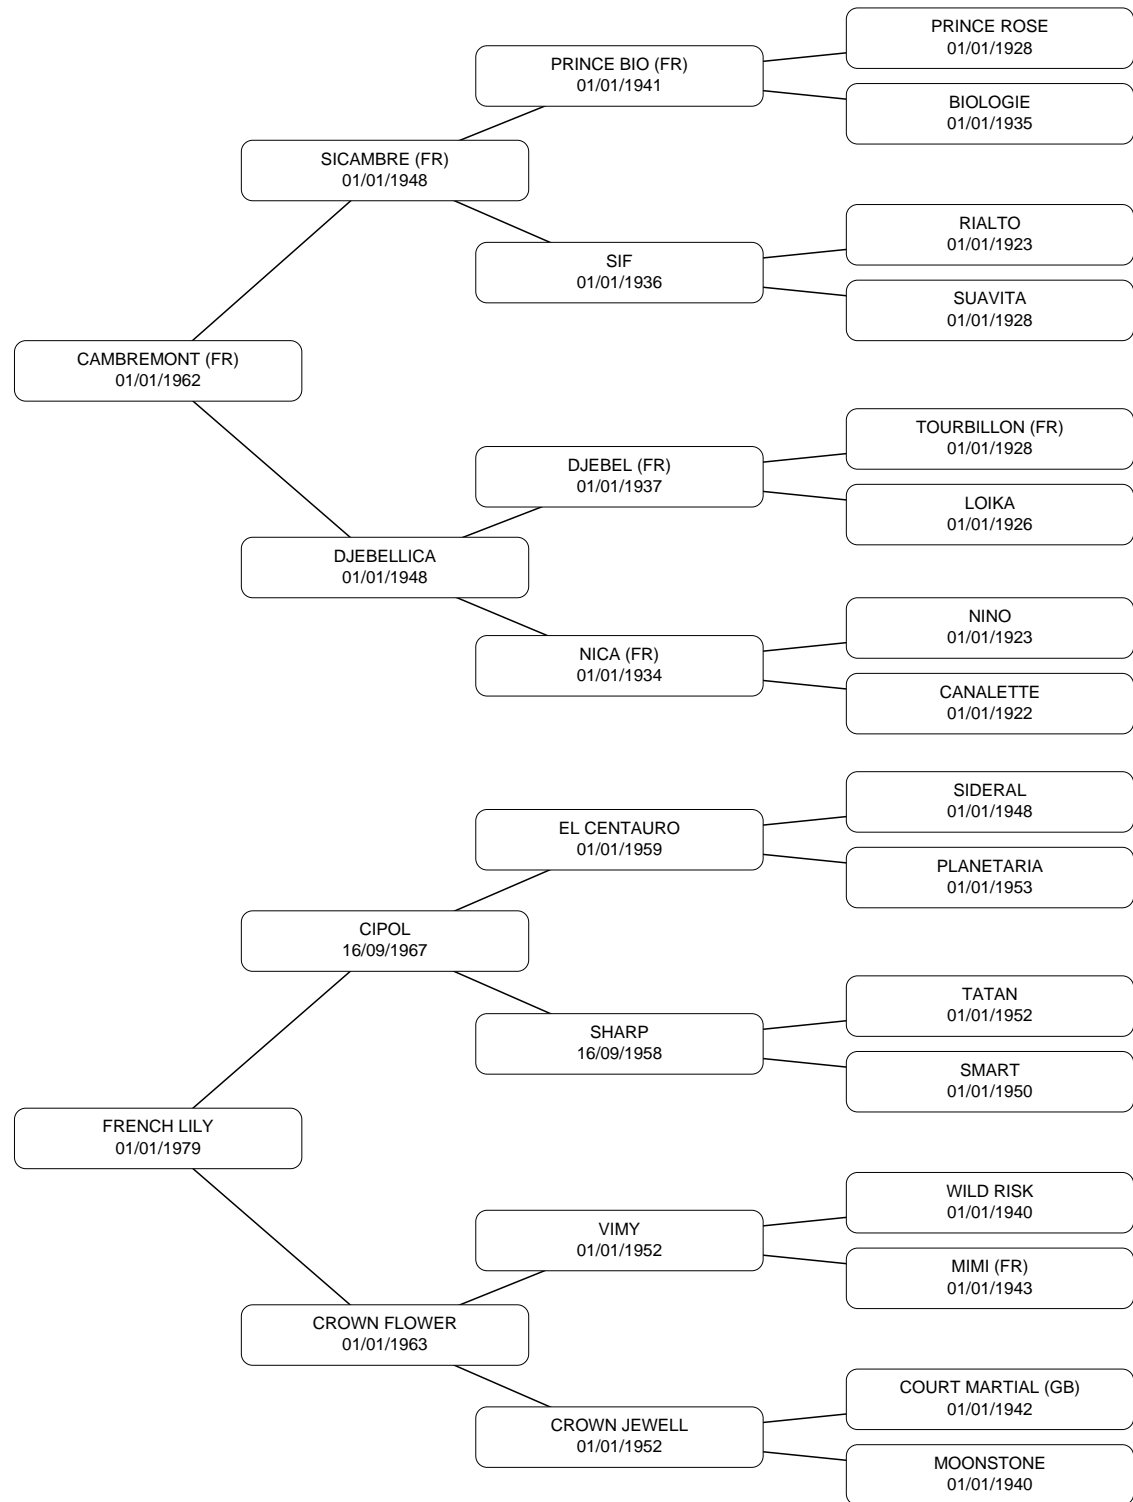 PRINCE ROSE
01/01/1928
PRINCE BIO (FR)
01/01/1941
BIOLOGIE
01/01/1935
SICAMBRE (FR)
01/01/1948
RIALTO
01/01/1923
SIF
01/01/1936
SUAVITA
01/01/1928
CAMBREMONT (FR)
01/01/1962
TOURBILLON (FR)
01/01/1928
DJEBEL (FR)
01/01/1937
LOIKA
01/01/1926
DJEBELLICA
01/01/1948
NINO
01/01/1923
NICA (FR)
01/01/1934
CANALETTE
01/01/1922
SIDERAL
01/01/1948
EL CENTAURO
01/01/1959
PLANETARIA
01/01/1953
CIPOL
16/09/1967
TATAN
01/01/1952
SHARP
16/09/1958
SMART
01/01/1950
FRENCH LILY
01/01/1979
WILD RISK
01/01/1940
VIMY
01/01/1952
MIMI (FR)
01/01/1943
CROWN FLOWER
01/01/1963
COURT MARTIAL (GB)
01/01/1942
CROWN JEWELL
01/01/1952
MOONSTONE
01/01/1940